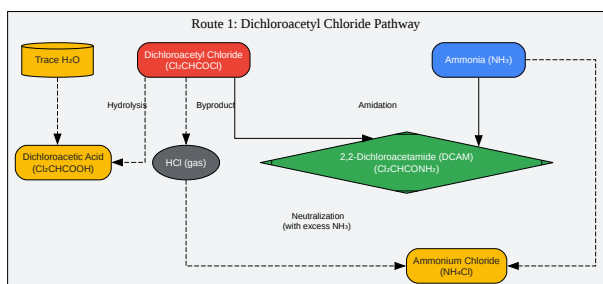 Route 1: Dichloroacetyl Chloride Pathway
Trace H₂O
Dichloroacetyl Chloride
(Cl₂CHCOCl)
Ammonia (NH₃)
Hydrolysis
Byproduct
Amidation
Dichloroacetic Acid
(Cl₂CHCOOH)
HCl (gas)
2,2-Dichloroacetamide (DCAM)
(Cl₂CHCONH₂)
Neutralization
(with excess NH₃)
Ammonium Chloride
(NH₄Cl)